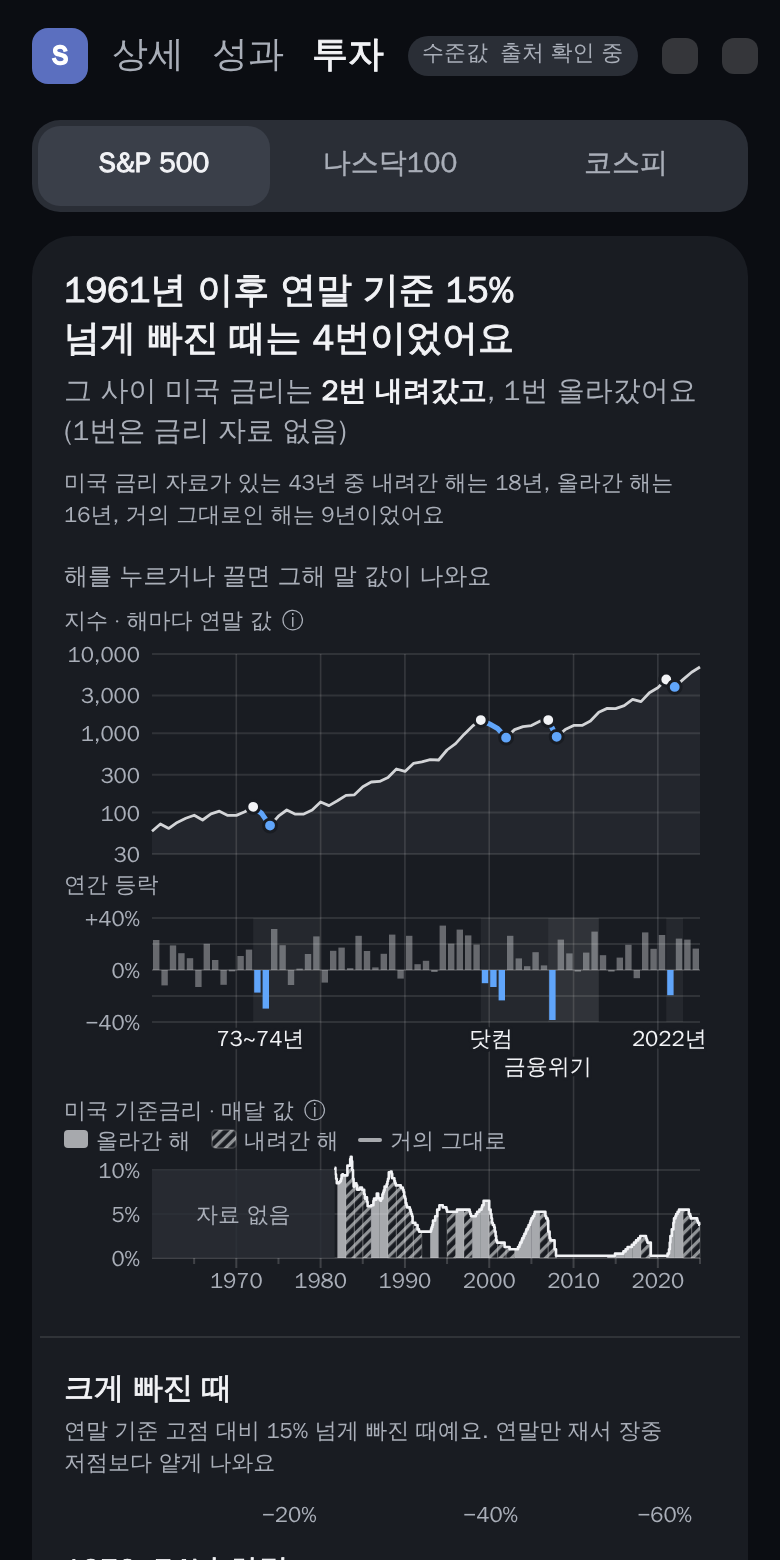 S 상세 성과 투자 수준값 출처 확인 중
S&P 500 나스닥100 코스피
1961년 이후 연말 기준 15%
넘게 빠진 때는 4번이었어요
그 사이 미국 금리는 2번 내려갔고, 1번 올라갔어요
(1번은 금리 자료 없음)
미국 금리 자료가 있는 43년 중 내려간 해는 18년, 올라간 해는
16년, 거의 그대로인 해는 9년이었어요
해를 누르거나 끌면 그해 말 값이 나와요
지수 · 해마다 연말 값 ⓘ
10,000
3,000
1,000
300
100
30
연간 등락
+40%
0%
−40%
73~74년 닷컴 2022년
금융위기
미국 기준금리 · 매달 값 ⓘ
올라간 해 내려간 해 거의 그대로
10%
5%
자료 없음
0%
1970 1980 1990 2000 2010 2020
크게 빠진 때
연말 기준 고점 대비 15% 넘게 빠진 때예요. 연말만 재서 장중
저점보다 얕게 나와요
−20% −40% −60%